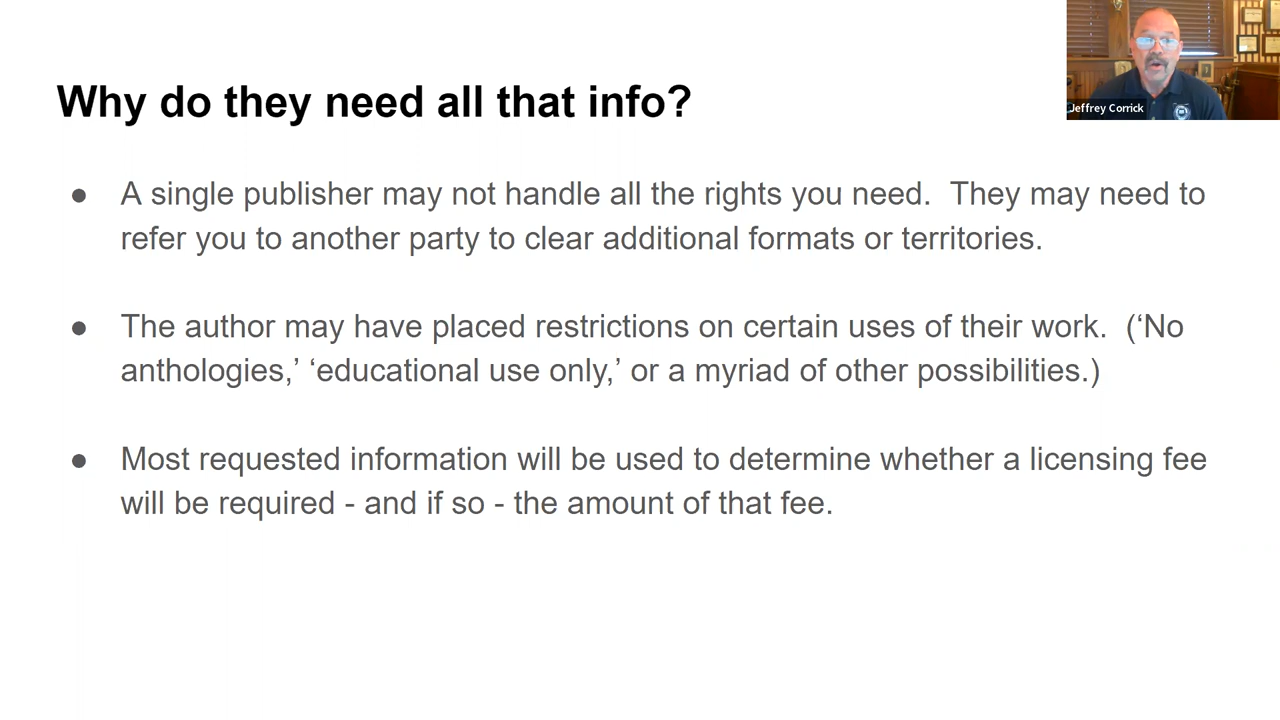 Why do they need all that info?
Jeffrey Corrick
● A single publisher may not handle all the rights you need.  They may need to
refer you to another party to clear additional formats or territories.
● The author may have placed restrictions on certain uses of their work.  (‘No
anthologies,’ ‘educational use only,’ or a myriad of other possibilities.)
● Most requested information will be used to determine whether a licensing fee
will be required - and if so - the amount of that fee.